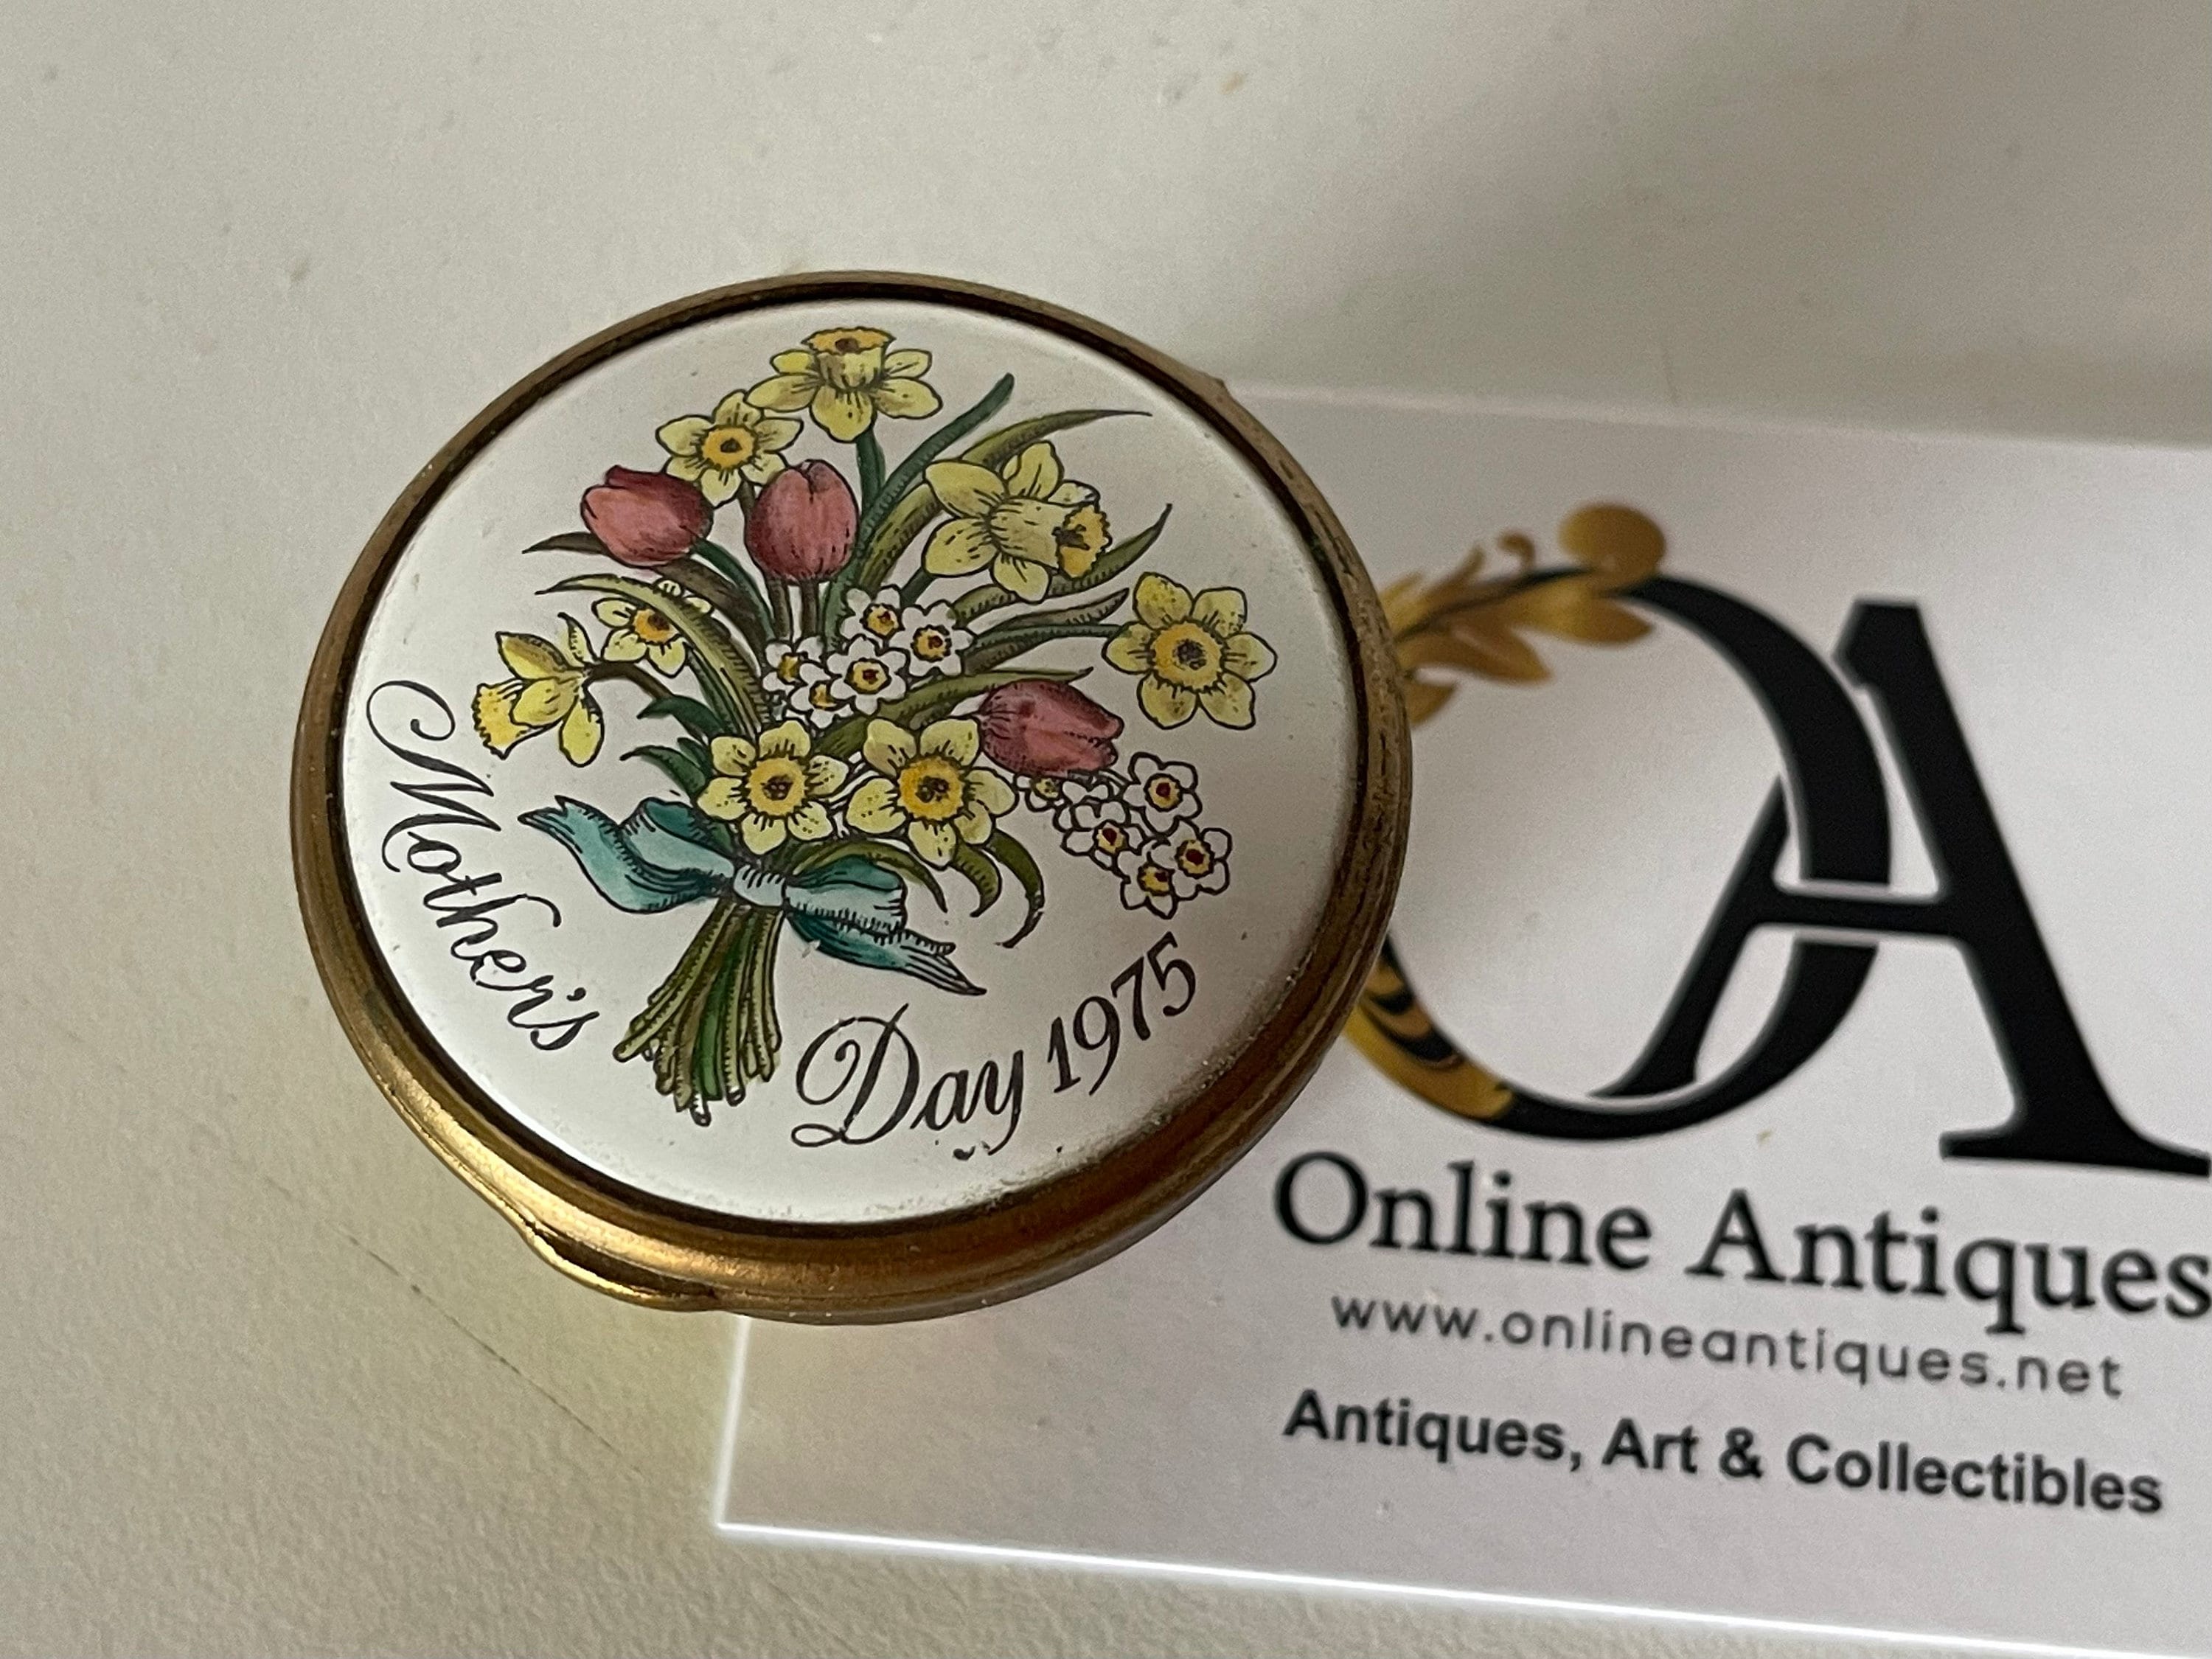 Mother's Day 1975
OA
Online Antiques
www.onlineantiques.net
Antiques, Art & Collectibles